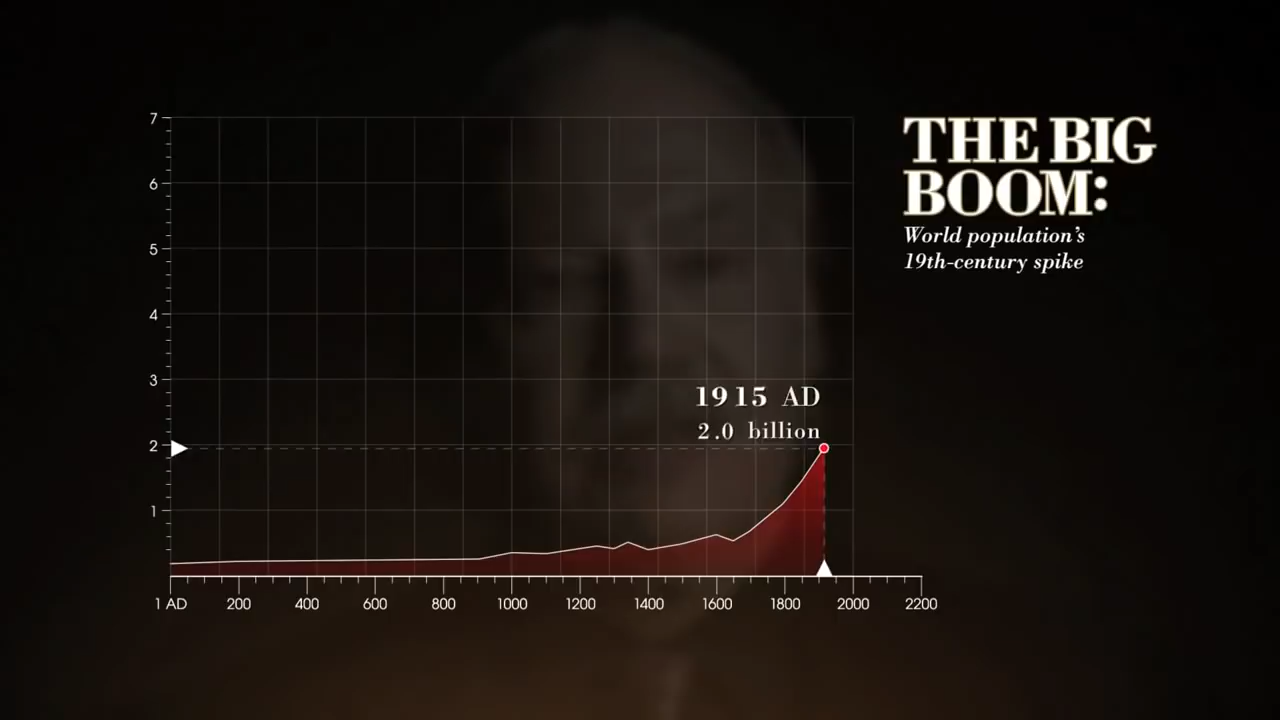 THE BIG
BOOM:
World population's
19th-century spike
7
6
5
4
3
2
1
1915 AD
2.0 billion
1 AD 200 400 600 800 1000 1200 1400 1600 1800 2000 2200